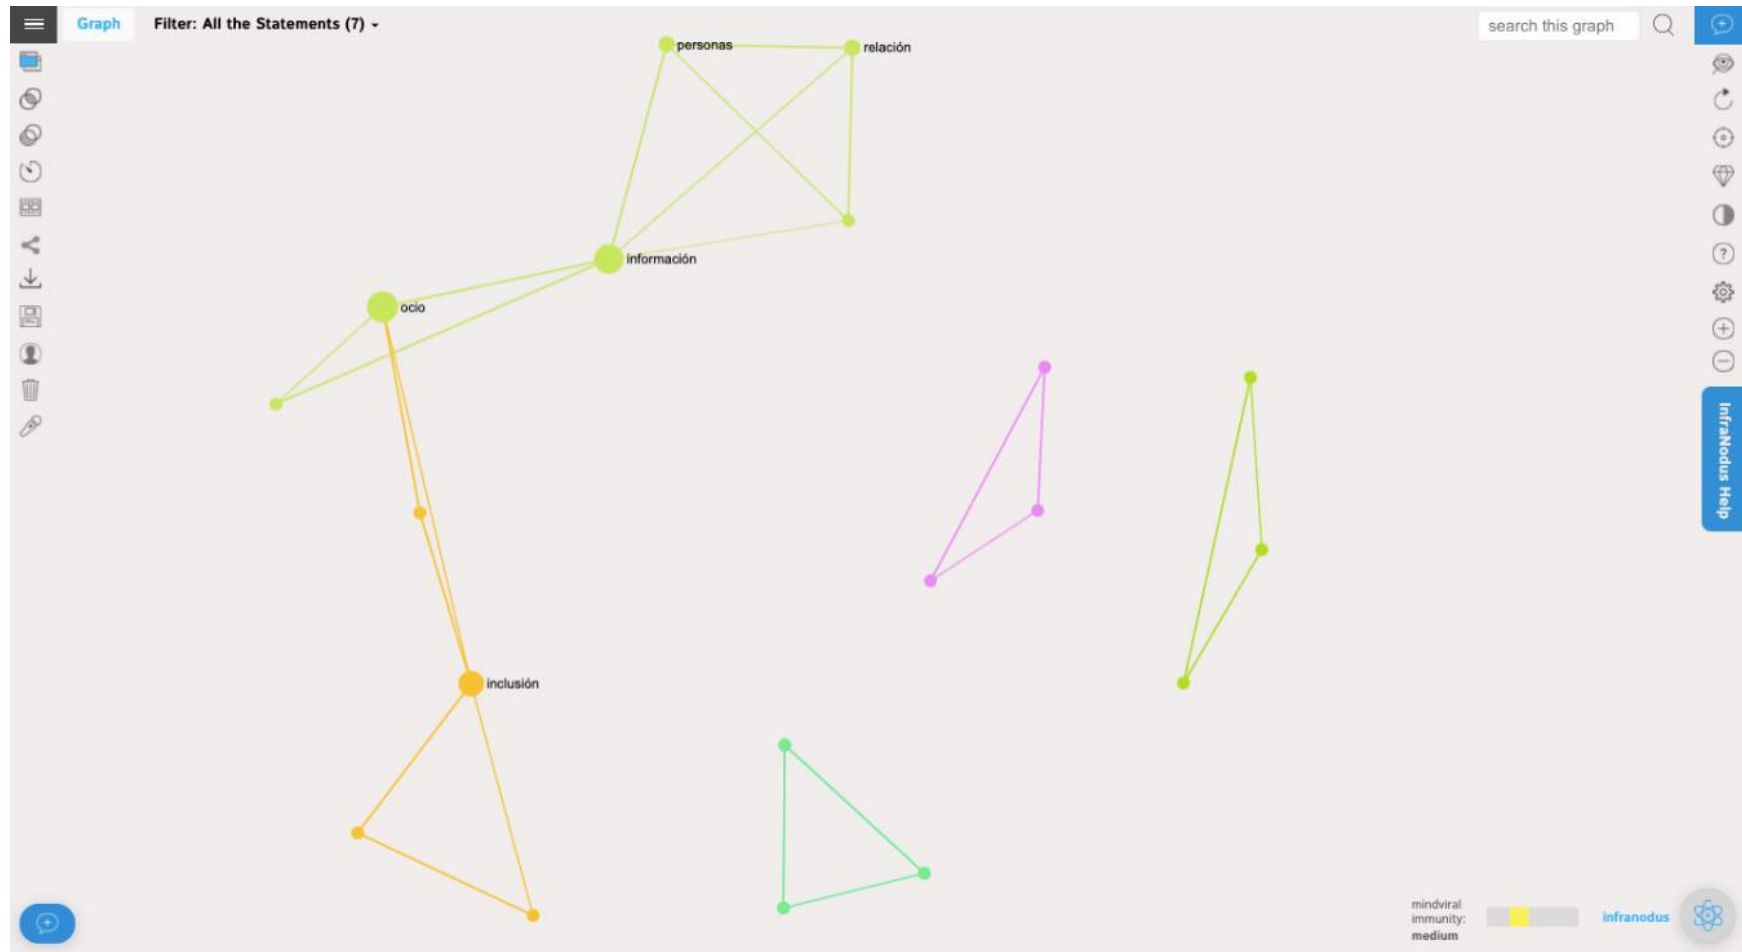 Graph
Filter: All the Statements (7)
search this graph
personas
relación
información
ocio
InfraNodus Help
inclusión
mindviral
immunity:
medium
infranodus